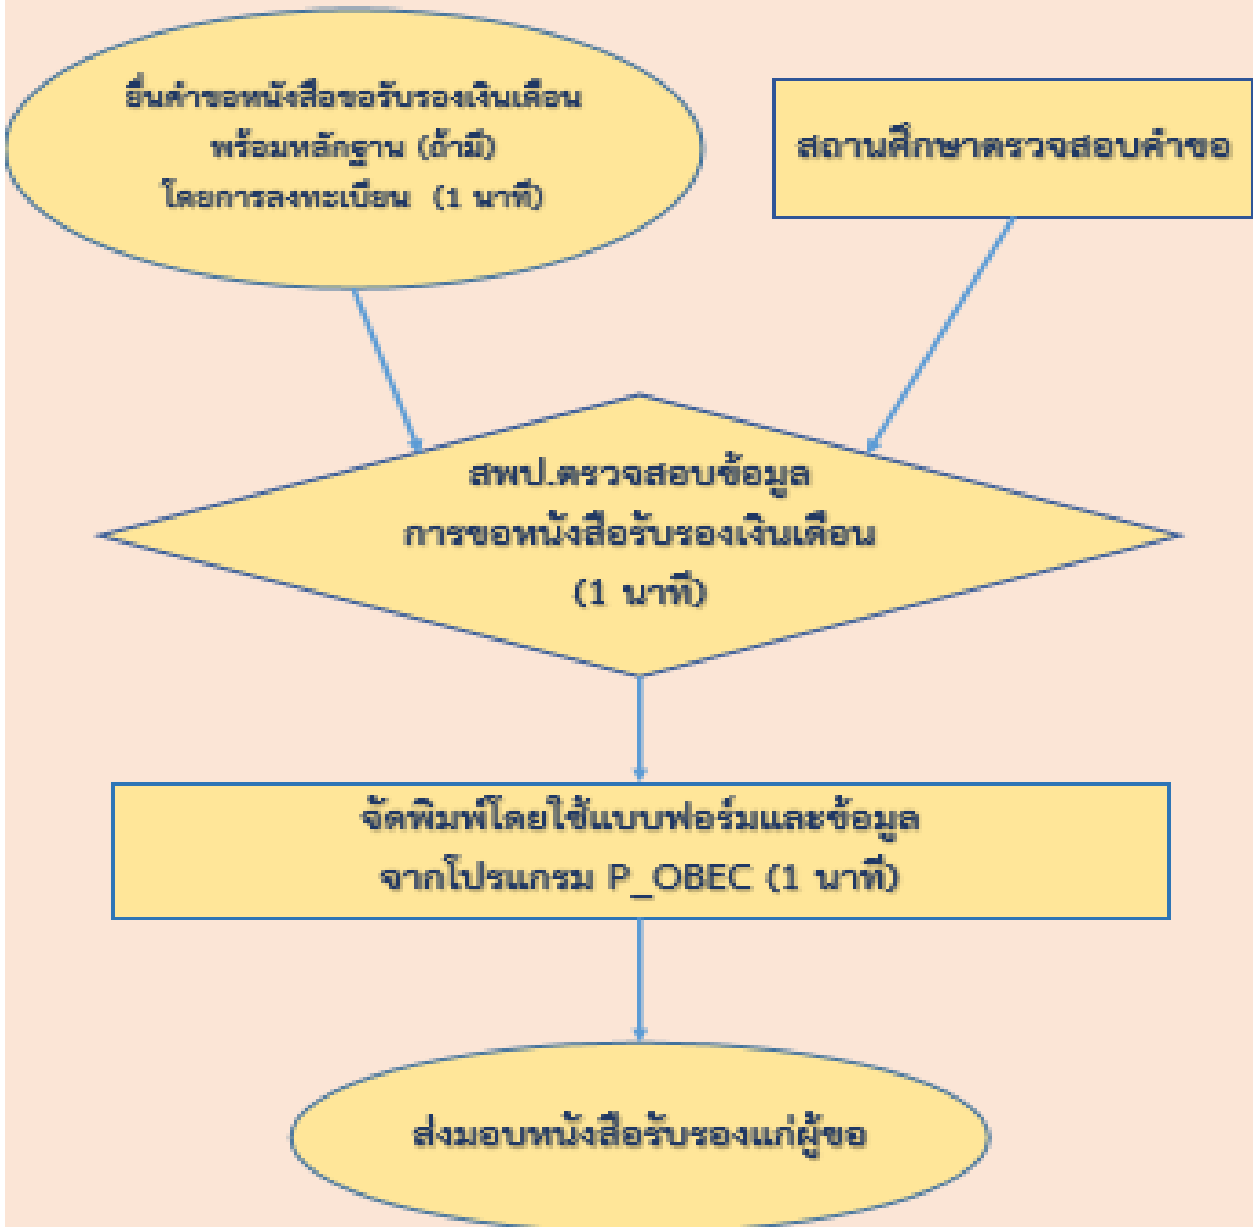 ยื่นคำขอหนังสือขอรับรองเงินเดือน
พร้อมหลักฐาน (ถ้ามี)
โดยการลงทะเบียน (1 นาที)
สถานศึกษาตรวจสอบคำขอ
สพป.ตรวจสอบข้อมูล
การขอหนังสือรับรองเงินเดือน
(1 นาที)
จัดพิมพ์โดยใช้แบบฟอร์มและข้อมูล
จากโปรแกรม P_OBEC (1 นาที)
ส่งมอบหนังสือรับรองแก่ผู้ขอ